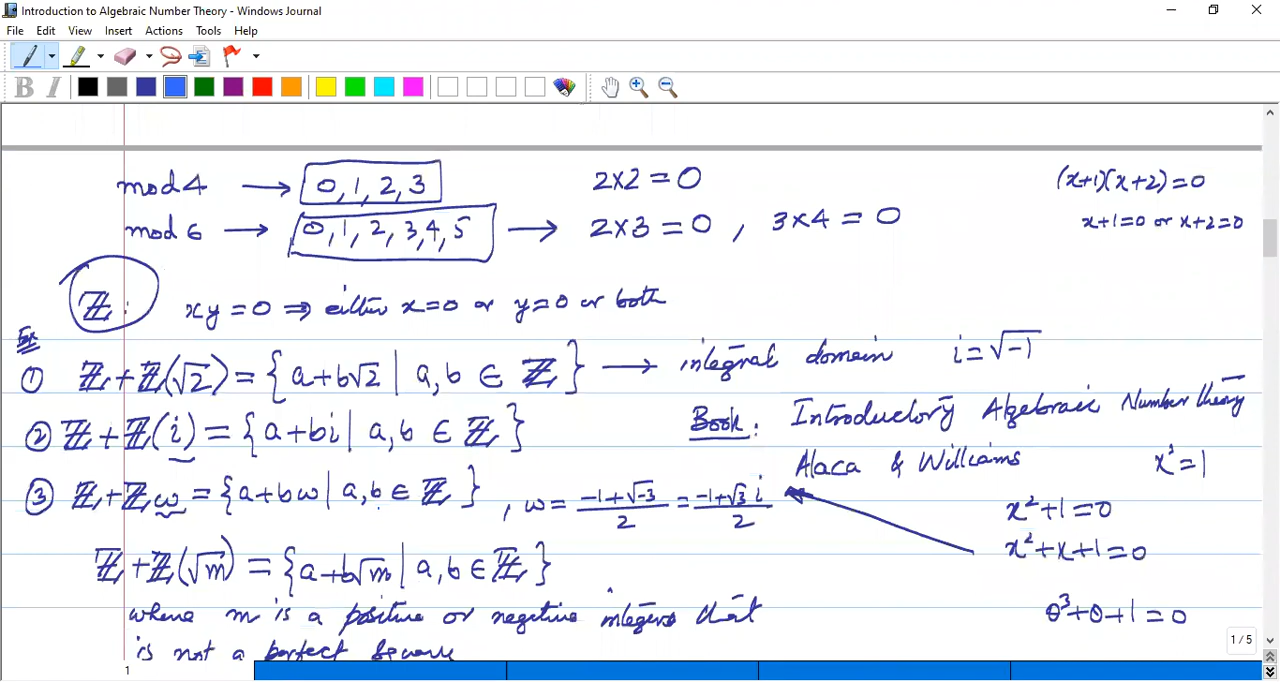 Introduction to Algebraic Number Theory - Windows Journal
File Edit View Insert Actions Tools Help
B I
mod 4 → 0, 1, 2, 3 2×2 = 0 (x+1)(x+2)=0
mod 6 → 0, 1, 2, 3, 4, 5 → 2×3 = 0 , 3×4 = 0 x+1=0 or x+2=0
ℤ : xy = 0 ⇒ either x=0 or y=0 or both
Ex
① ℤ+ℤ(√2) = {a+b√2 | a, b ∈ ℤ} → integral domain i = √-1
② ℤ+ℤ(i) = {a+bi | a, b ∈ ℤ} Book: Introductory Algebraic Number theory
Alaca & Williams x³=1
③ ℤ+ℤω = {a+bω | a, b ∈ ℤ} , ω = (-1+√-3)/2 = (-1+√3 i)/2 x²+1=0
x²+x+1=0
ℤ+ℤ(√m) = {a+b√m | a, b ∈ ℤ}
where m is a positive or negative integers that θ³+θ+1=0
is not a perfect square
1 / 5
1